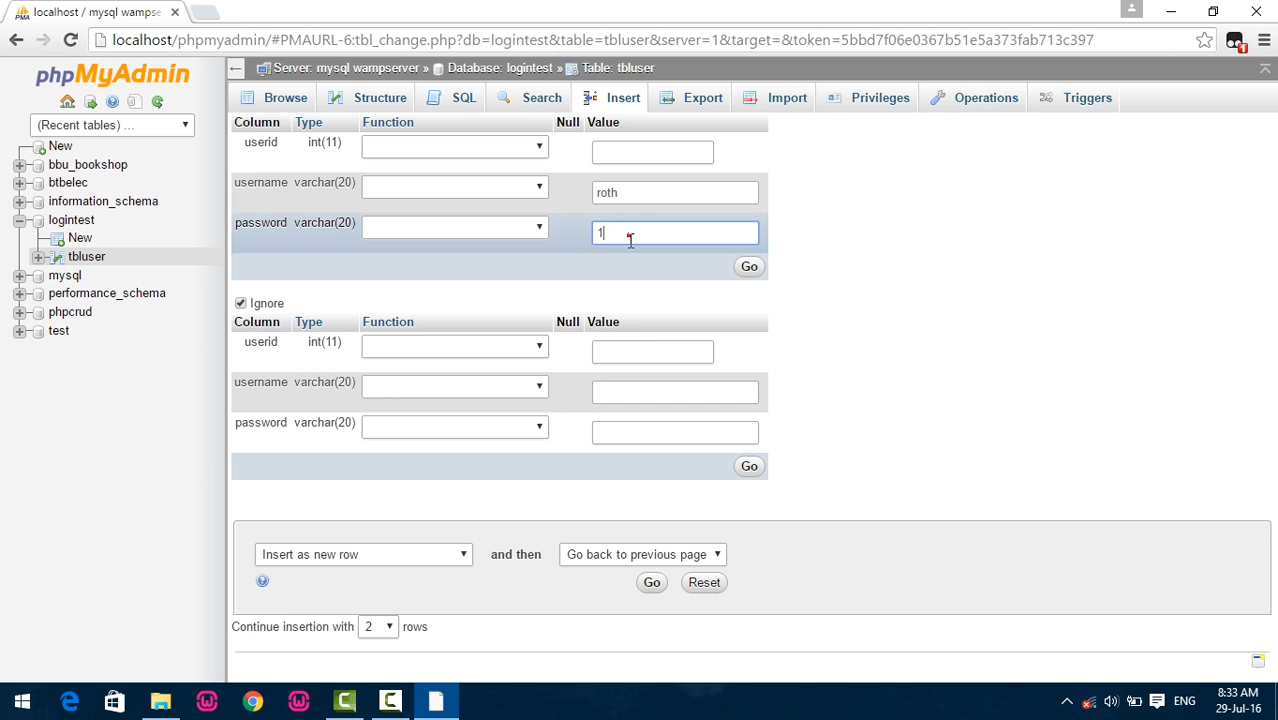 localhost / mysql wampse
localhost/phpmyadmin/#PMAURL-6:tbl_change.php?db=logintest&table=tbluser&server=1&target=&token=5bbd7f06e0367b51e5a373fab713c397
phpMyAdmin
Server: mysql wampserver » Database: logintest » Table: tbluser
Browse Structure SQL Search Insert Export Import Privileges Operations Triggers
(Recent tables) ...
New
bbu_bookshop
btbelec
information_schema
logintest
New
tbluser
mysql
performance_schema
phpcrud
test
Column Type Function Null Value
userid int(11)
username varchar(20) roth
password varchar(20) 1
Go
Ignore
Column Type Function Null Value
userid int(11)
username varchar(20)
password varchar(20)
Go
Insert as new row and then Go back to previous page
Go Reset
Continue insertion with 2 rows
ENG
8:33 AM
29-Jul-16